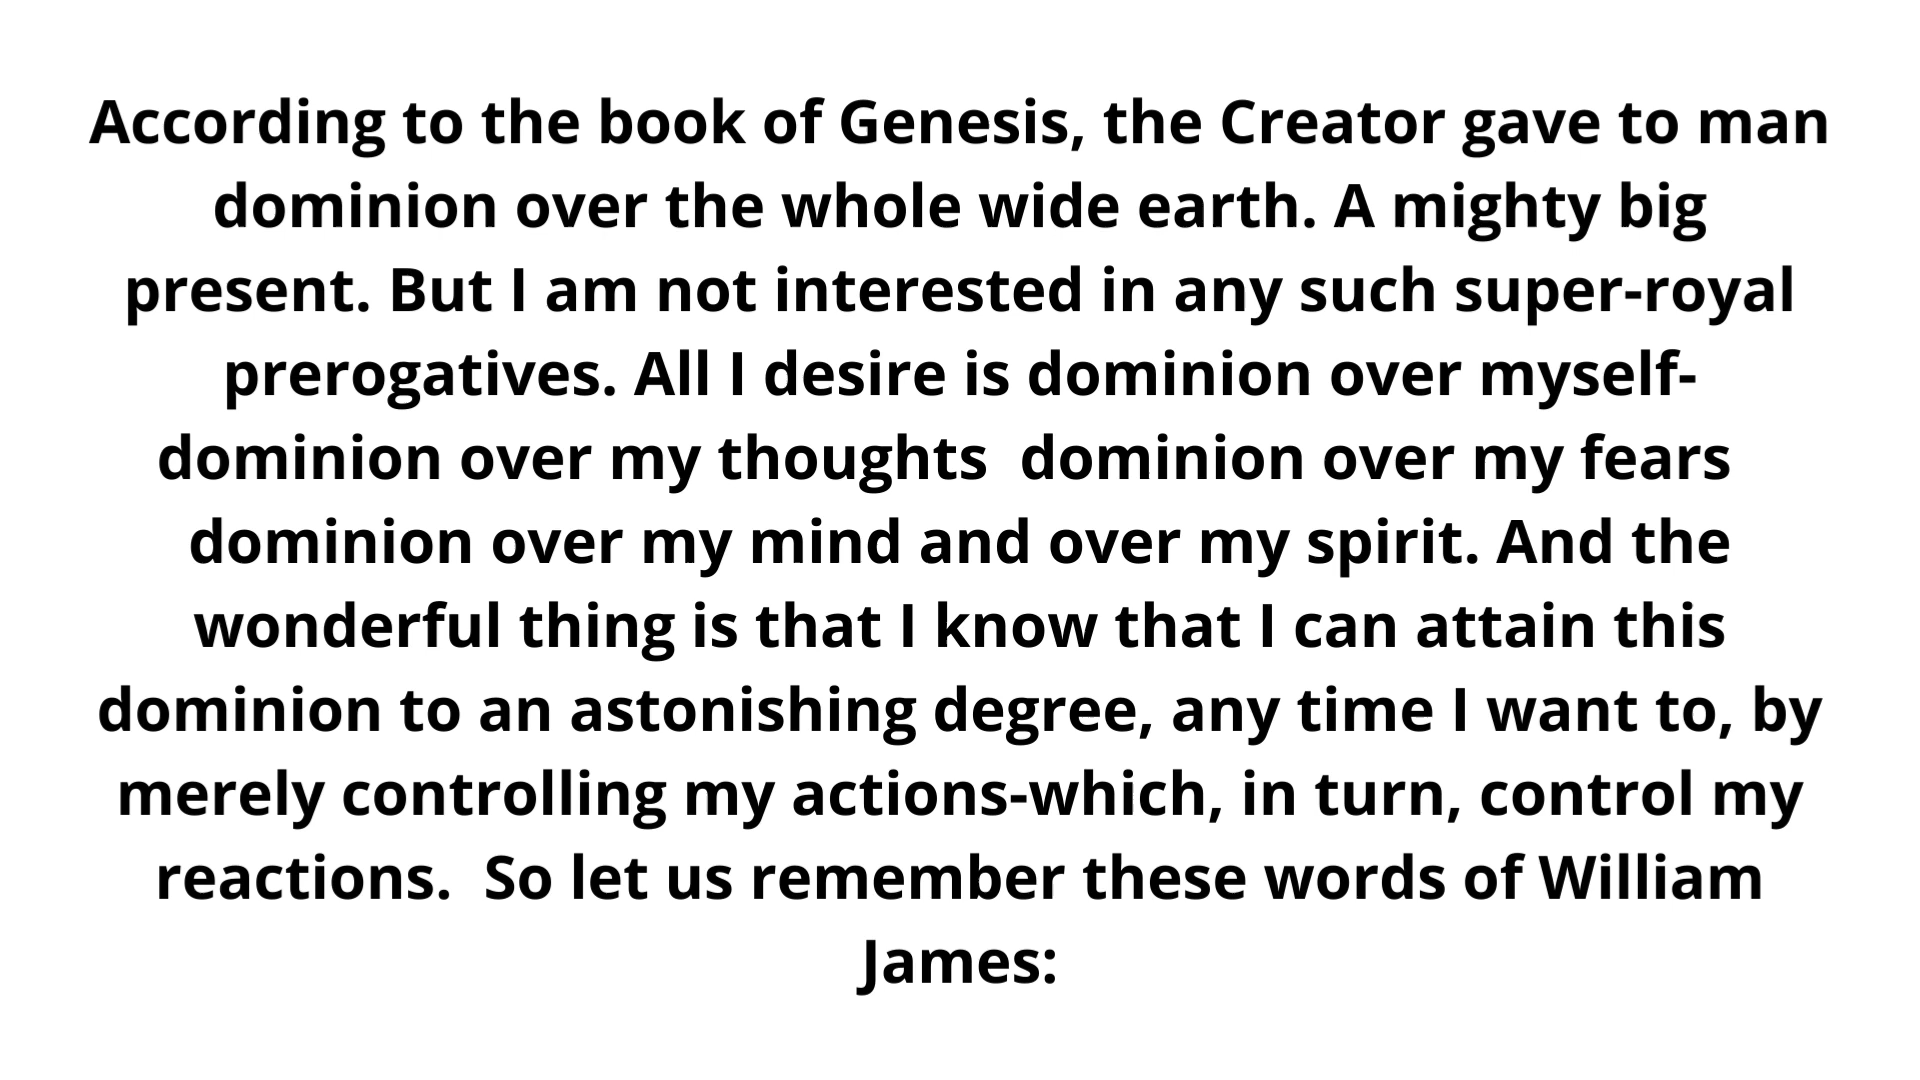 According to the book of Genesis, the Creator gave to man
dominion over the whole wide earth. A mighty big
present. But I am not interested in any such super-royal
prerogatives. All I desire is dominion over myself-
dominion over my thoughts  dominion over my fears
dominion over my mind and over my spirit. And the
wonderful thing is that I know that I can attain this
dominion to an astonishing degree, any time I want to, by
merely controlling my actions-which, in turn, control my
reactions.  So let us remember these words of William
James: